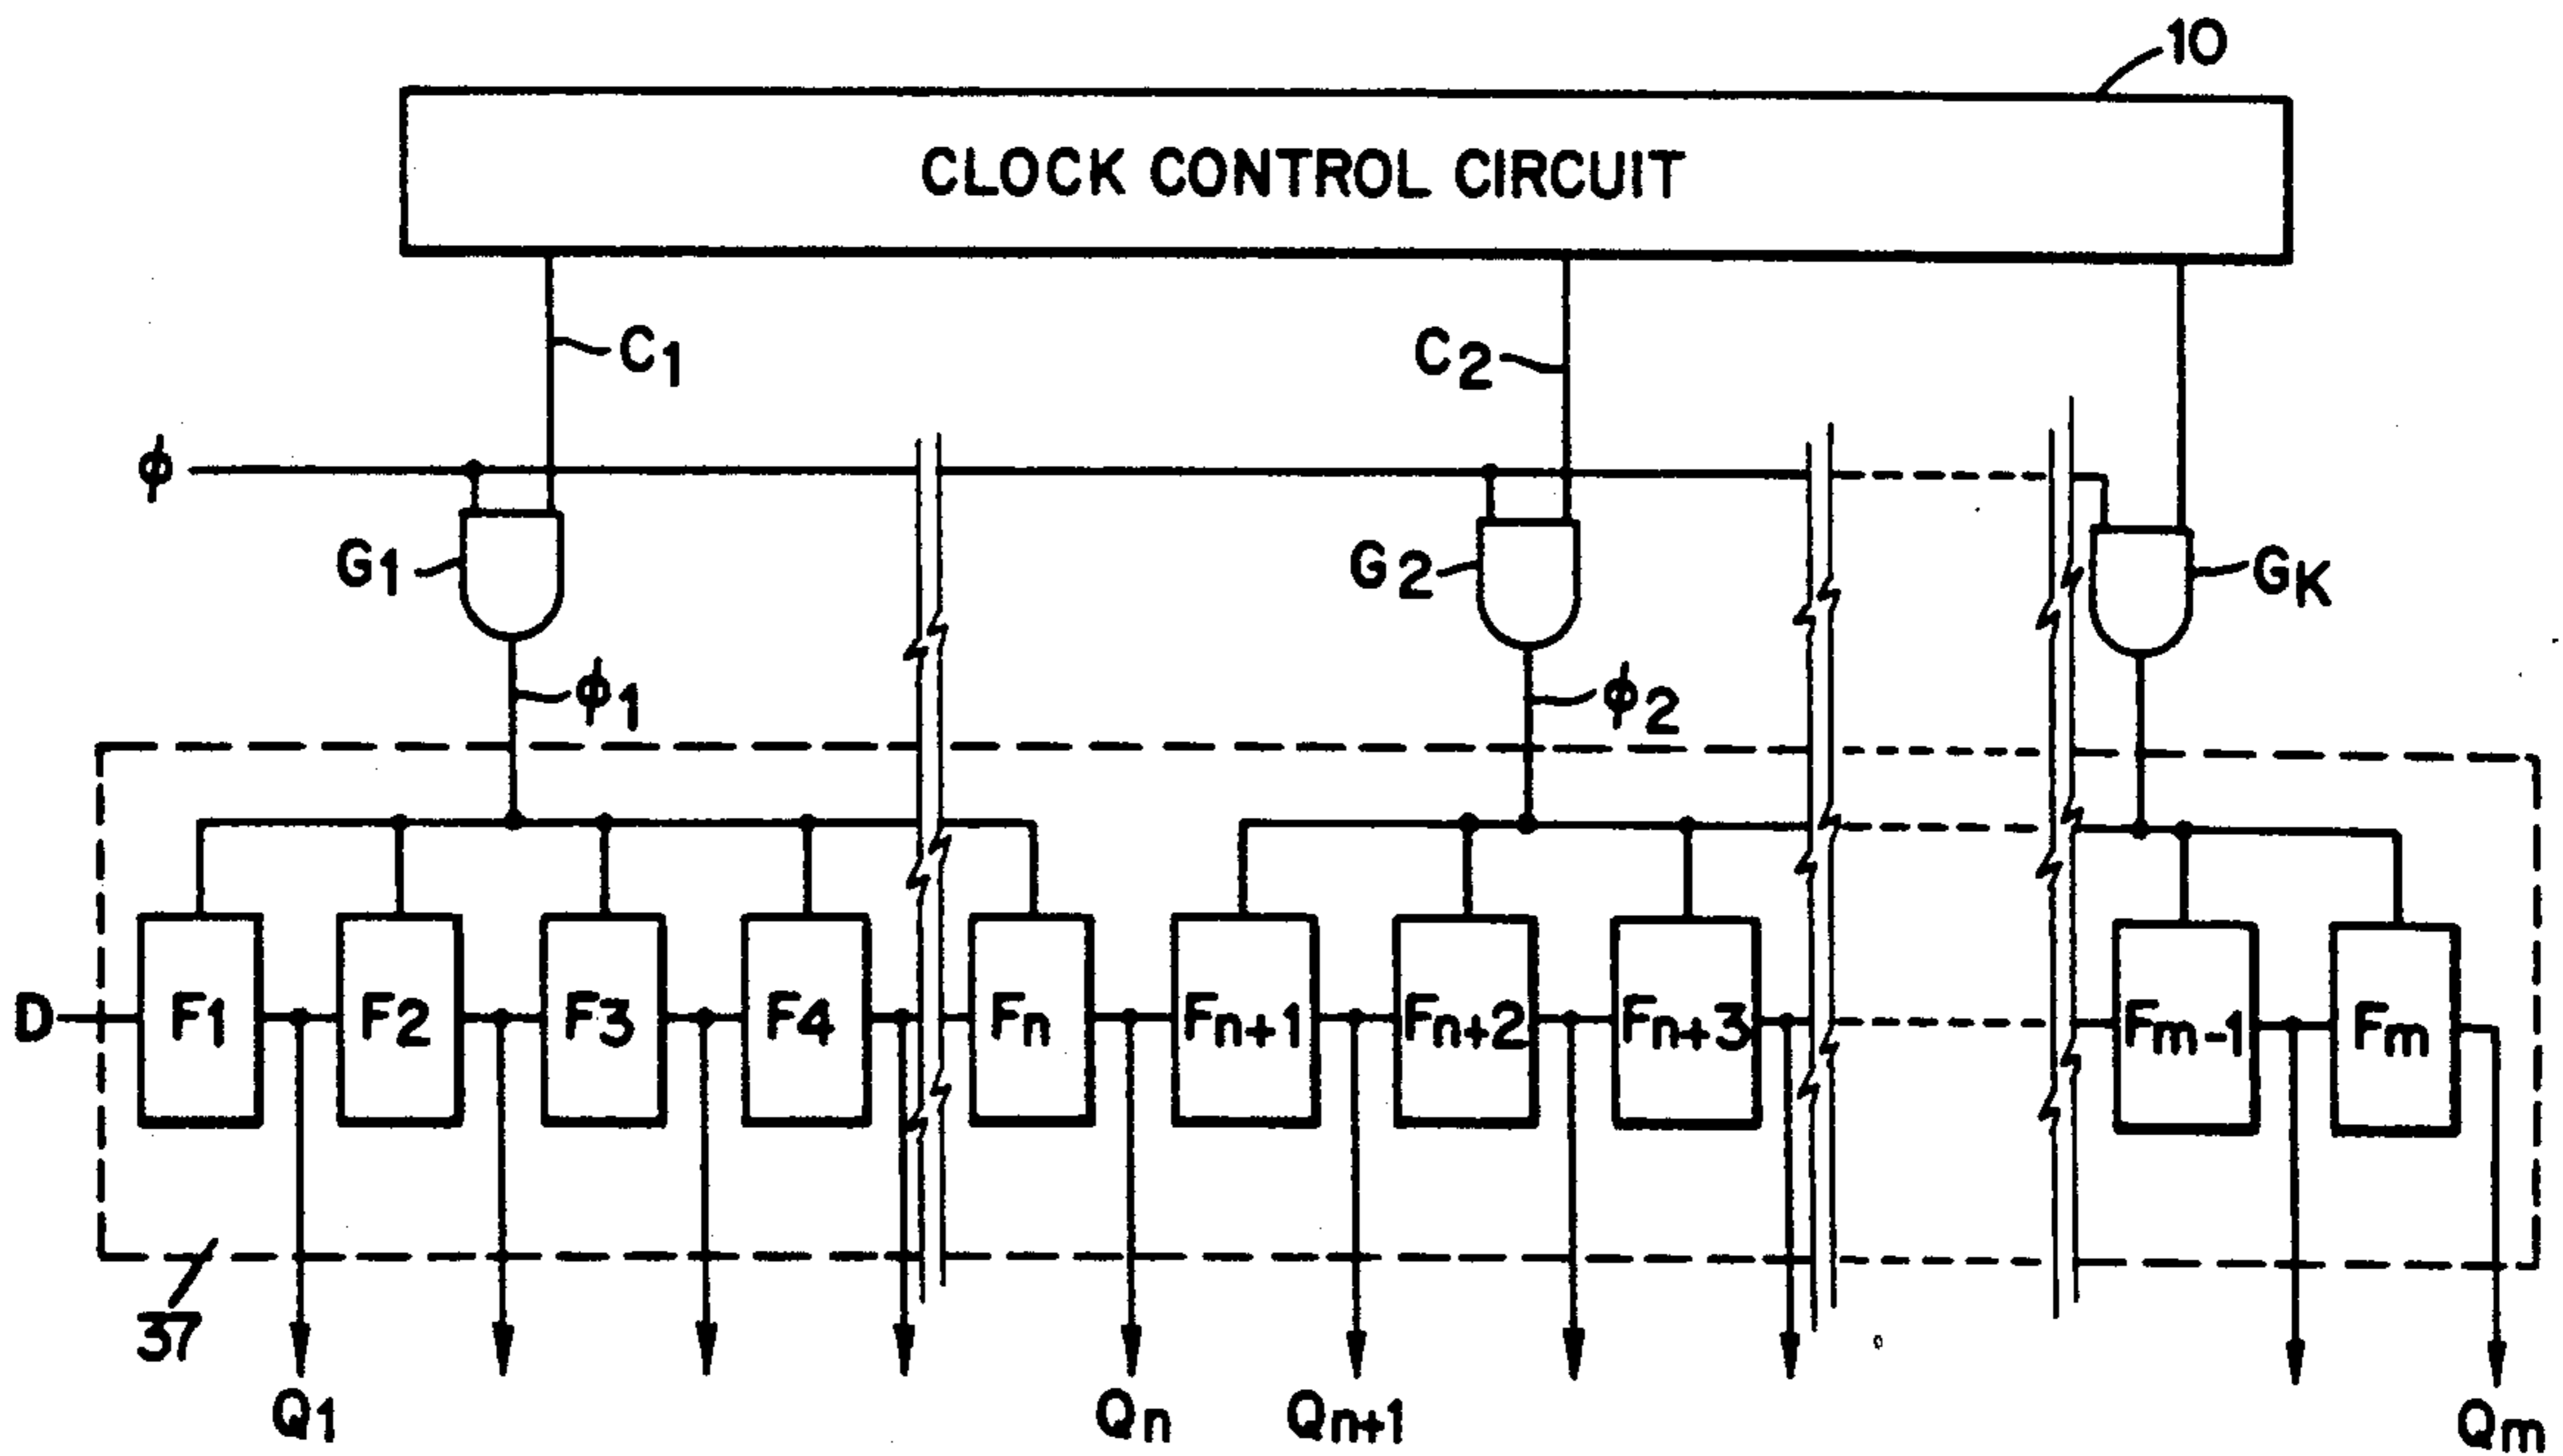 10
CLOCK CONTROL CIRCUIT
C1
C2
ϕ
G1
G2
GK
ϕ1
ϕ2
D
F1
F2
F3
F4
Fn
Fn+1
Fn+2
Fn+3
Fm-1
Fm
37
Q1
Qn
Qn+1
Qm